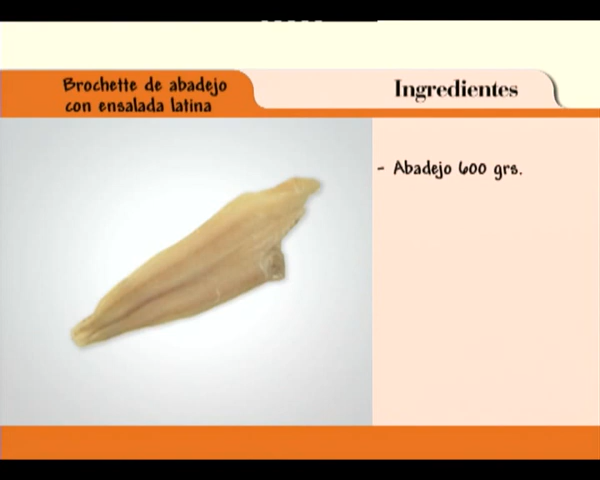 Brochette de abadejo
con ensalada latina
Ingredientes
- Abadejo 600 grs.